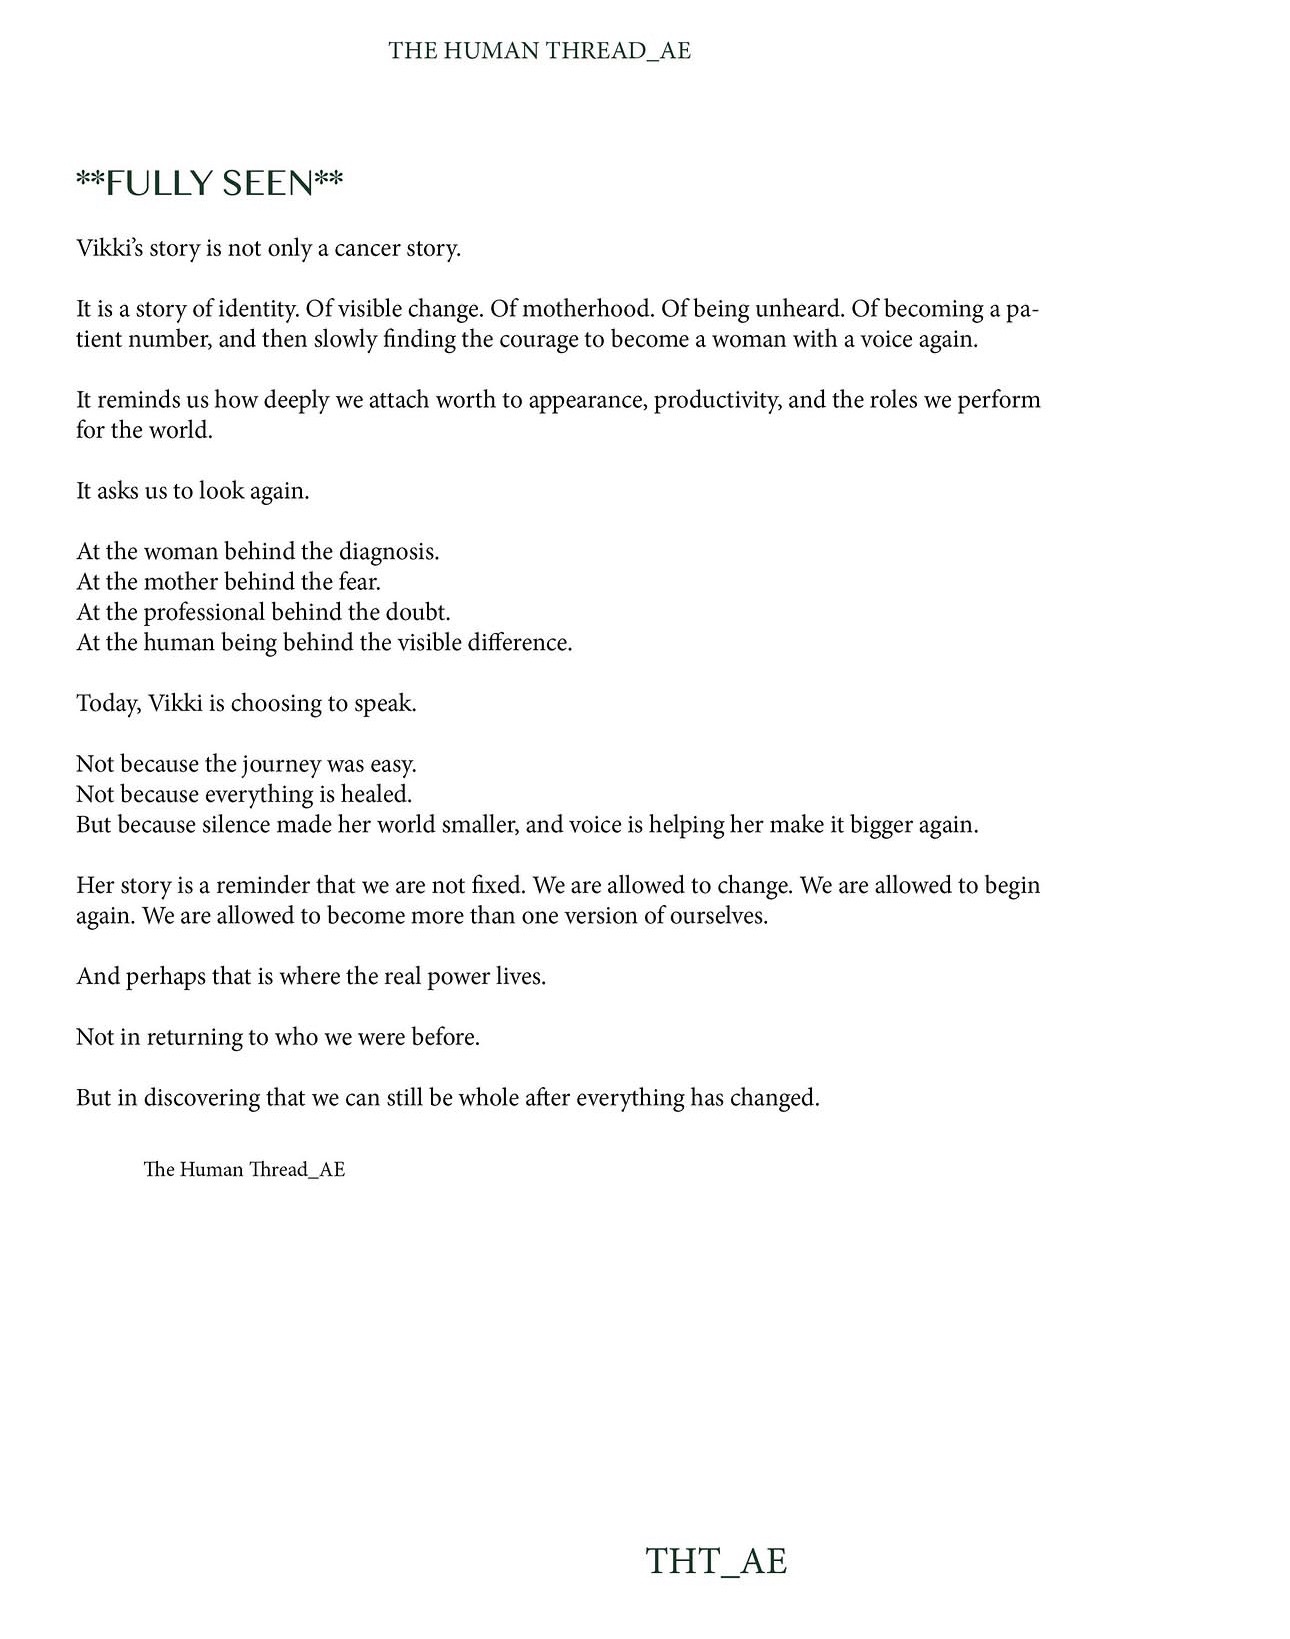 THE HUMAN THREAD_AE
**FULLY SEEN**
Vikki’s story is not only a cancer story.
It is a story of identity. Of visible change. Of motherhood. Of being unheard. Of becoming a pa-
tient number, and then slowly finding the courage to become a woman with a voice again.
It reminds us how deeply we attach worth to appearance, productivity, and the roles we perform
for the world.
It asks us to look again.
At the woman behind the diagnosis.
At the mother behind the fear.
At the professional behind the doubt.
At the human being behind the visible difference.
Today, Vikki is choosing to speak.
Not because the journey was easy.
Not because everything is healed.
But because silence made her world smaller, and voice is helping her make it bigger again.
Her story is a reminder that we are not fixed. We are allowed to change. We are allowed to begin
again. We are allowed to become more than one version of ourselves.
And perhaps that is where the real power lives.
Not in returning to who we were before.
But in discovering that we can still be whole after everything has changed.
The Human Thread_AE
THT_AE